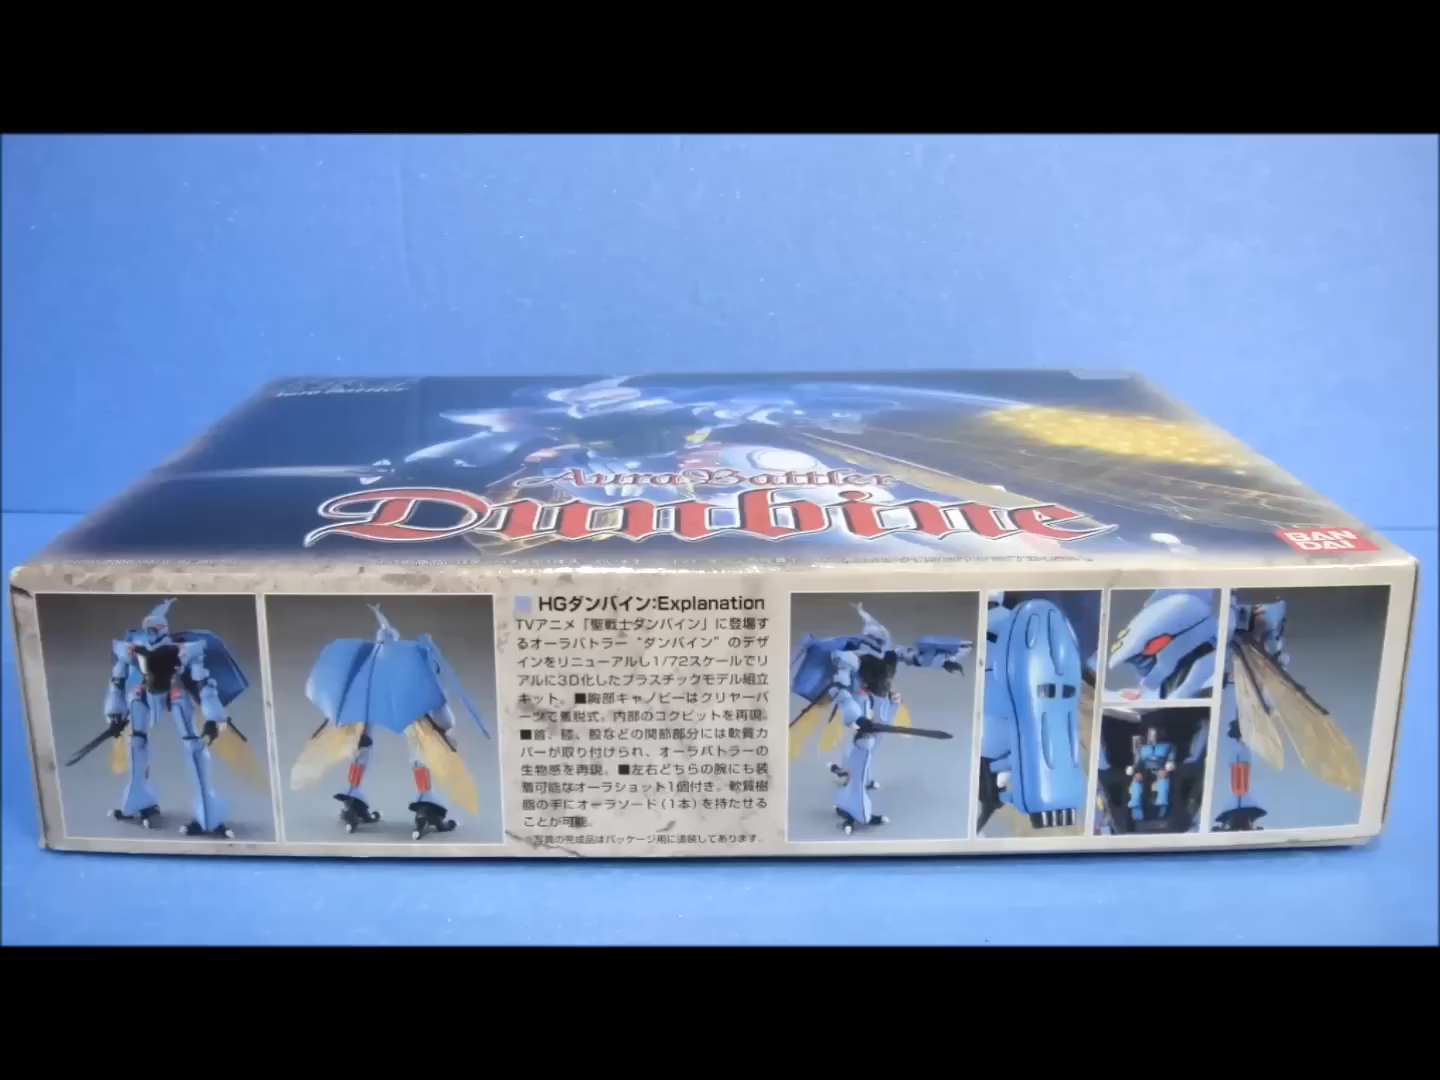 Aura Battler
Dunbine
BAN
DAI
HGダンバイン:Explanation
TVアニメ「聖戦士ダンバイン」に登場す
るオーラバトラー“ダンバイン”のデザ
インをリニューアルし1/72スケールでリ
アルに3D化したプラスチックモデル組立
キット。■胸部キャノピーはクリヤーパ
ーツで着脱式。内部のコクピットを再現。
■首、膝、股などの関節部分には軟質カ
バーが取り付けられ、オーラバトラーの
生物感を再現。■左右どちらの腕にも装
着可能なオーラショット1個付き。軟質樹
脂の手にオーラソード(1本)を持たせる
ことが可能。
※写真の完成品はパッケージ用に塗装してあります。